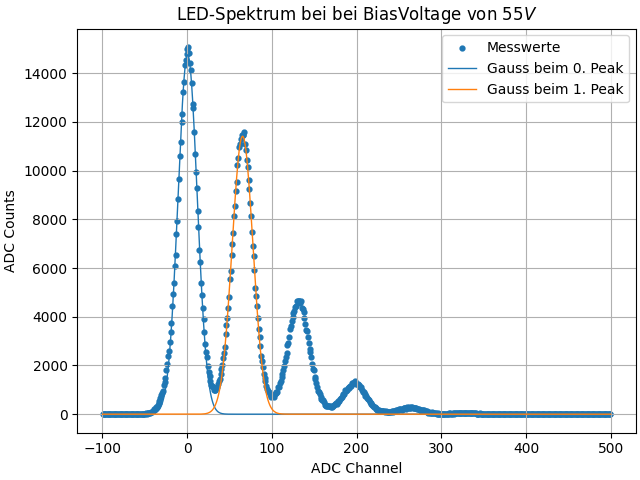 LED-Spektrum bei bei BiasVoltage von 55V
Messwerte
Gauss beim 0. Peak
Gauss beim 1. Peak
ADC Counts
14000
12000
10000
8000
6000
4000
2000
0
−100 0 100 200 300 400 500
ADC Channel